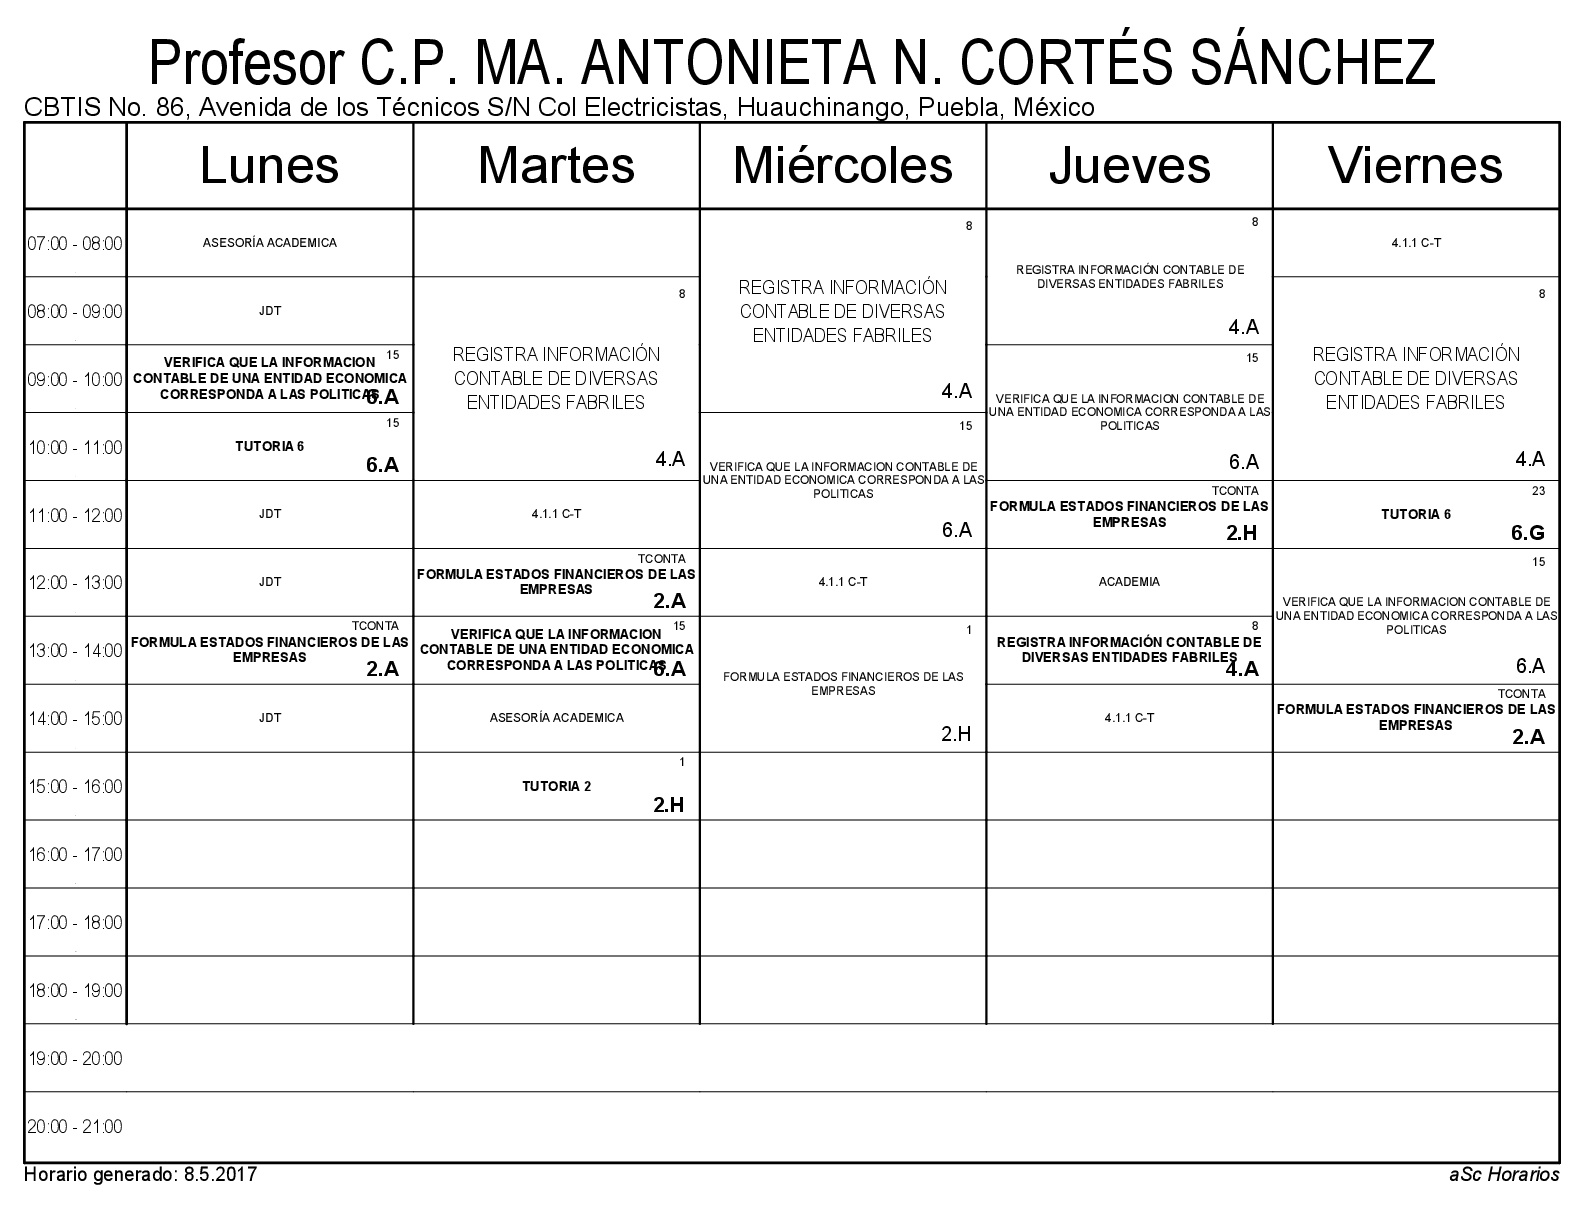 Profesor C.P. MA. ANTONIETA N. CORTÉS SÁNCHEZ
CBTIS No. 86, Avenida de los Técnicos S/N Col Electricistas, Huauchinango, Puebla, México
Lunes
Martes
Miércoles
Jueves
Viernes
07:00 - 08:00
08:00 - 09:00
09:00 - 10:00
10:00 - 11:00
11:00 - 12:00
12:00 - 13:00
13:00 - 14:00
14:00 - 15:00
15:00 - 16:00
16:00 - 17:00
17:00 - 18:00
18:00 - 19:00
19:00 - 20:00
20:00 - 21:00
ASESORÍA ACADEMICA
JDT
15
VERIFICA QUE LA INFORMACION
CONTABLE DE UNA ENTIDAD ECONOMICA
CORRESPONDA A LAS POLITICAS
6.A
15
TUTORIA 6
6.A
JDT
JDT
TCONTA
FORMULA ESTADOS FINANCIEROS DE LAS
EMPRESAS
2.A
JDT
8
REGISTRA INFORMACIÓN
CONTABLE DE DIVERSAS
ENTIDADES FABRILES
4.A
4.1.1 C-T
TCONTA
FORMULA ESTADOS FINANCIEROS DE LAS
EMPRESAS
2.A
15
VERIFICA QUE LA INFORMACION
CONTABLE DE UNA ENTIDAD ECONOMICA
CORRESPONDA A LAS POLITICAS
6.A
ASESORÍA ACADEMICA
1
TUTORIA 2
2.H
8
REGISTRA INFORMACIÓN
CONTABLE DE DIVERSAS
ENTIDADES FABRILES
4.A
15
VERIFICA QUE LA INFORMACION CONTABLE DE
UNA ENTIDAD ECONOMICA CORRESPONDA A LAS
POLITICAS
6.A
4.1.1 C-T
1
FORMULA ESTADOS FINANCIEROS DE LAS
EMPRESAS
2.H
8
REGISTRA INFORMACIÓN CONTABLE DE
DIVERSAS ENTIDADES FABRILES
4.A
15
VERIFICA QUE LA INFORMACION CONTABLE DE
UNA ENTIDAD ECONOMICA CORRESPONDA A LAS
POLITICAS
6.A
TCONTA
FORMULA ESTADOS FINANCIEROS DE LAS
EMPRESAS
2.H
ACADEMIA
8
REGISTRA INFORMACIÓN CONTABLE DE
DIVERSAS ENTIDADES FABRILES
4.A
4.1.1 C-T
4.1.1 C-T
8
REGISTRA INFORMACIÓN
CONTABLE DE DIVERSAS
ENTIDADES FABRILES
4.A
23
TUTORIA 6
6.G
15
VERIFICA QUE LA INFORMACION CONTABLE DE
UNA ENTIDAD ECONOMICA CORRESPONDA A LAS
POLITICAS
6.A
TCONTA
FORMULA ESTADOS FINANCIEROS DE LAS
EMPRESAS
2.A
Horario generado: 8.5.2017
aSc Horarios